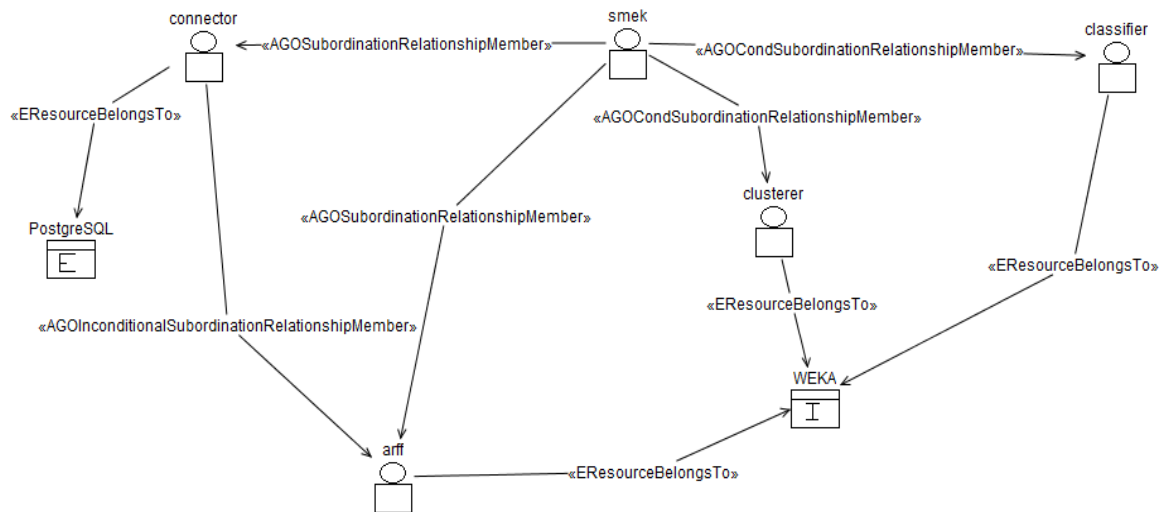 connector
smek
classifier
«AGOSubordinationRelationshipMember»
«AGOCondSubordinationRelationshipMember»
«EResourceBelongsTo»
«AGOCondSubordinationRelationshipMember»
clusterer
«AGOSubordinationRelationshipMember»
PostgreSQL
E
«EResourceBelongsTo»
«EResourceBelongsTo»
«AGOInconditionalSubordinationRelationshipMember»
WEKA
I
arff
«EResourceBelongsTo»